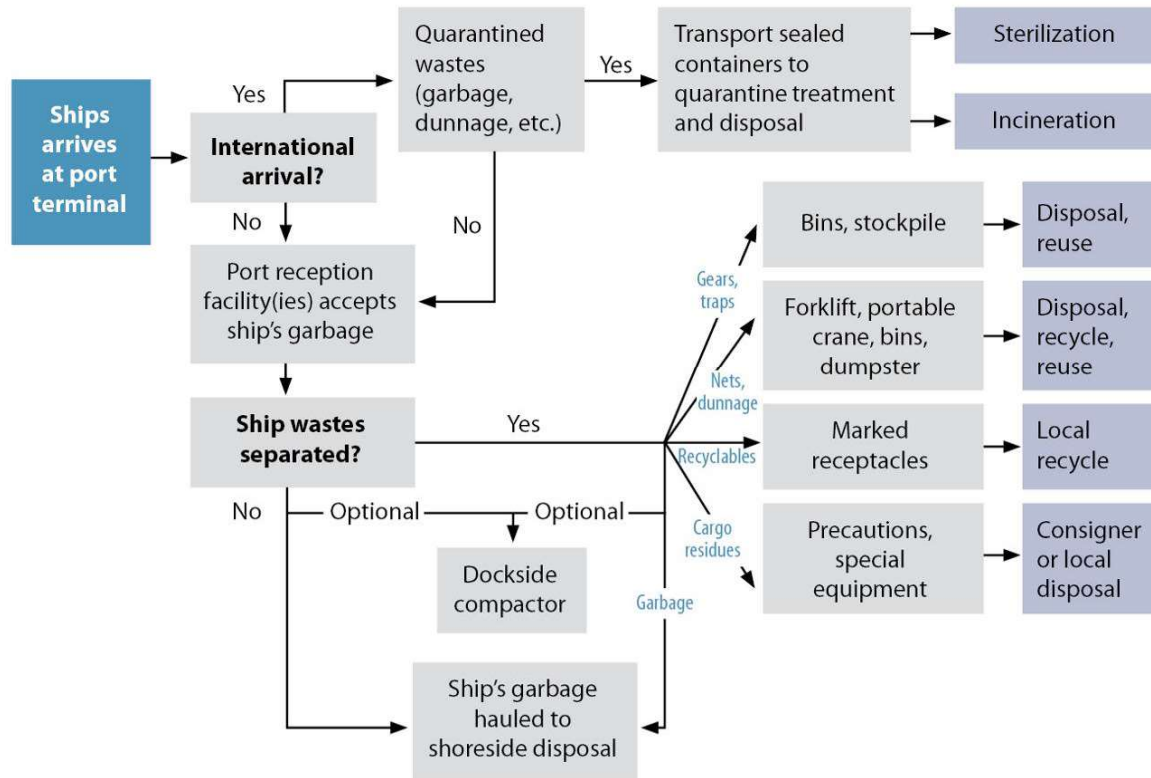 Ships
arrives
at port
terminal
Yes
International
arrival?
No
Quarantined
wastes
(garbage,
dunnage, etc.)
Yes
No
Transport sealed
containers to
quarantine treatment
and disposal
Sterilization
Incineration
Port reception
facility(ies) accepts
ship's garbage
Ship wastes
separated?
Yes
No
Optional
Optional
Dockside
compactor
Garbage
Ship's garbage
hauled to
shoreside disposal
Gears,
traps
Bins, stockpile
Disposal,
reuse
Nets,
dunnage
Forklift, portable
crane, bins,
dumpster
Disposal,
recycle,
reuse
Recyclables
Marked
receptacles
Local
recycle
Cargo
residues
Precautions,
special
equipment
Consigner
or local
disposal